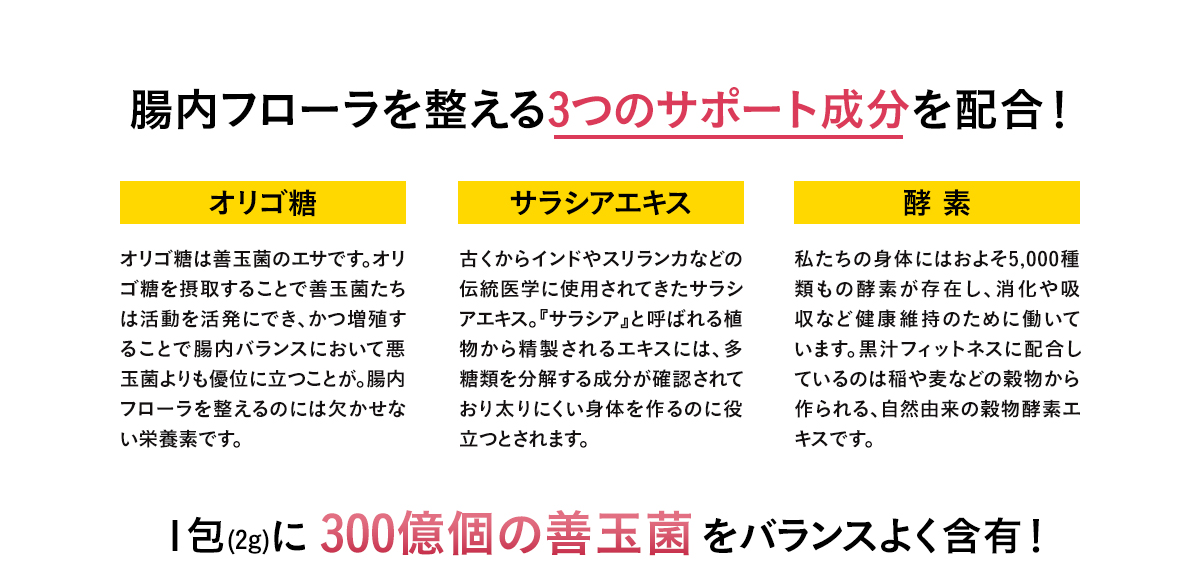 腸内フローラを整える3つのサポート成分を配合！
オリゴ糖
オリゴ糖は善玉菌のエサです。オリ
ゴ糖を摂取することで善玉菌たち
は活動を活発にでき、かつ増殖す
ることで腸内バランスにおいて悪
玉菌よりも優位に立つことが。腸内
フローラを整えるのには欠かせな
い栄養素です。
サラシアエキス
古くからインドやスリランカなどの
伝統医学に使用されてきたサラシ
アエキス。『サラシア』と呼ばれる植
物から精製されるエキスには、多
糖類を分解する成分が確認されて
おり太りにくい身体を作るのに役
立つとされます。
酵 素
私たちの身体にはおよそ5,000種
類もの酵素が存在し、消化や吸
収など健康維持のために働いて
います。黒汁フィットネスに配合し
ているのは稲や麦などの穀物から
作られる、自然由来の穀物酵素エ
キスです。
1包(2g)に 300億個の善玉菌 をバランスよく含有！